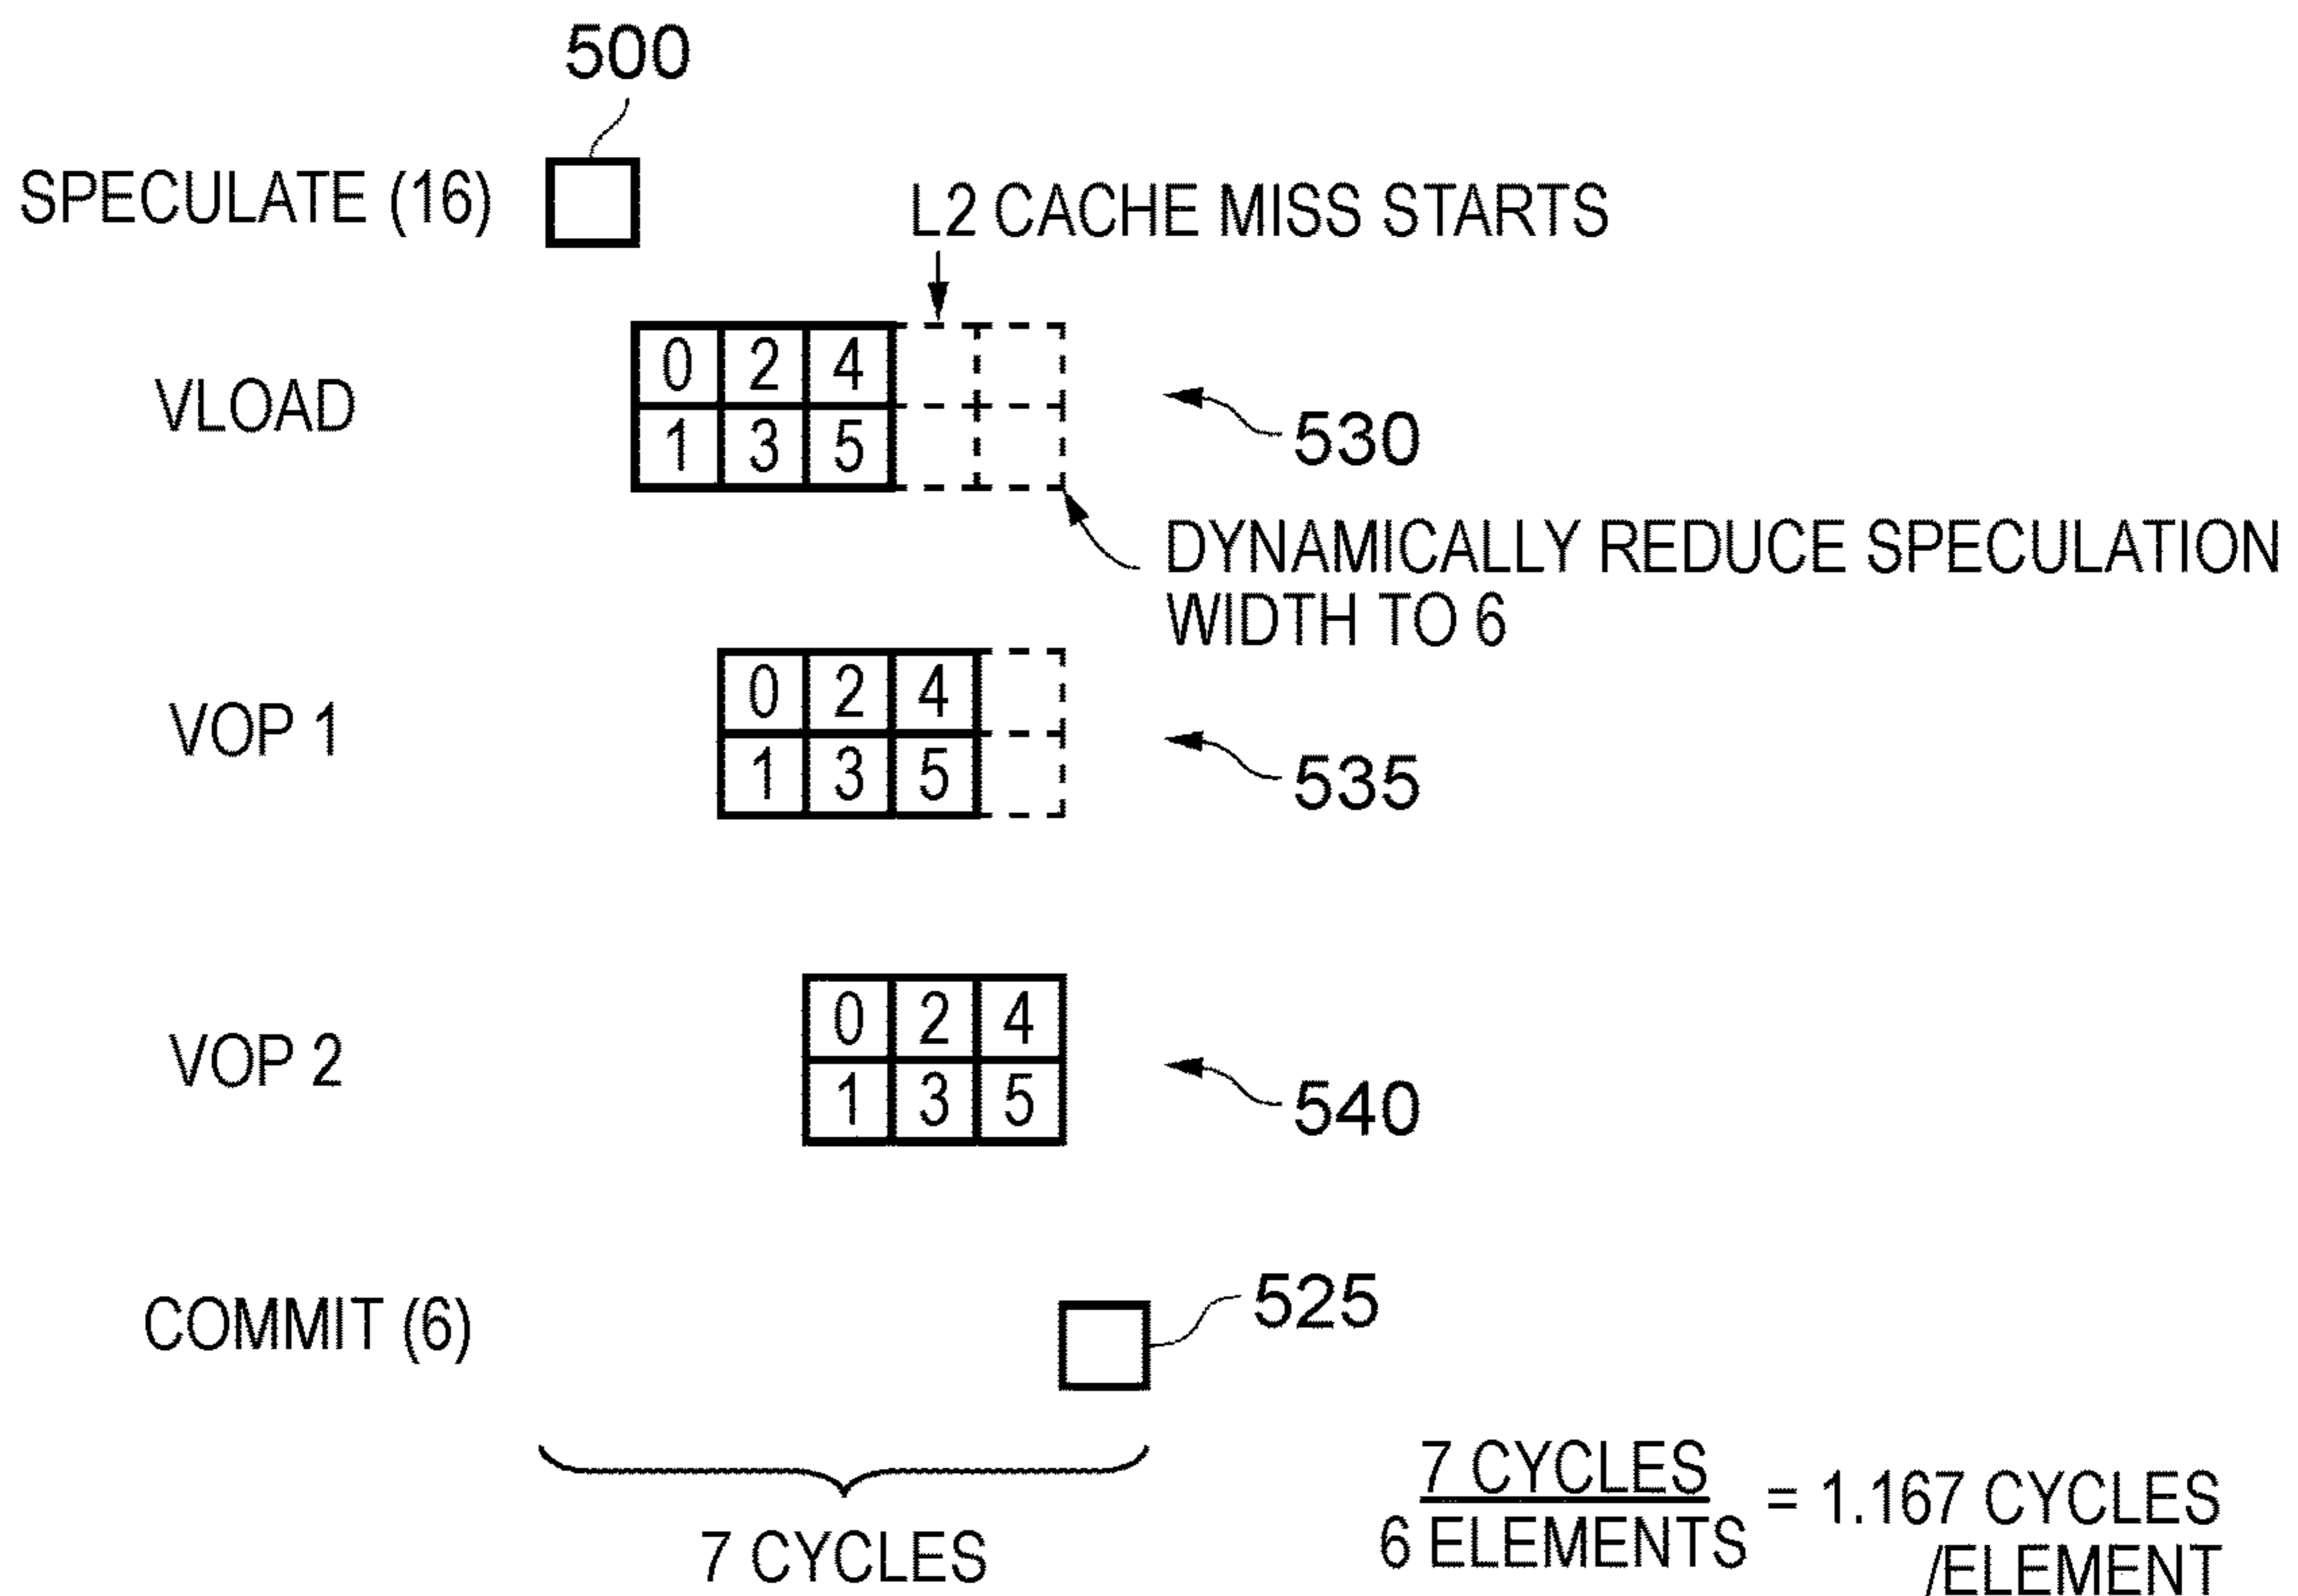 500
SPECULATE (16)
L2 CACHE MISS STARTS
VLOAD
0 2 4
1 3 5
530
DYNAMICALLY REDUCE SPECULATION
WIDTH TO 6
VOP 1
0 2 4
1 3 5
535
VOP 2
0 2 4
1 3 5
540
COMMIT (6)
525
7 CYCLES
7 CYCLES
6 ELEMENTS
= 1.167 CYCLES
/ELEMENT